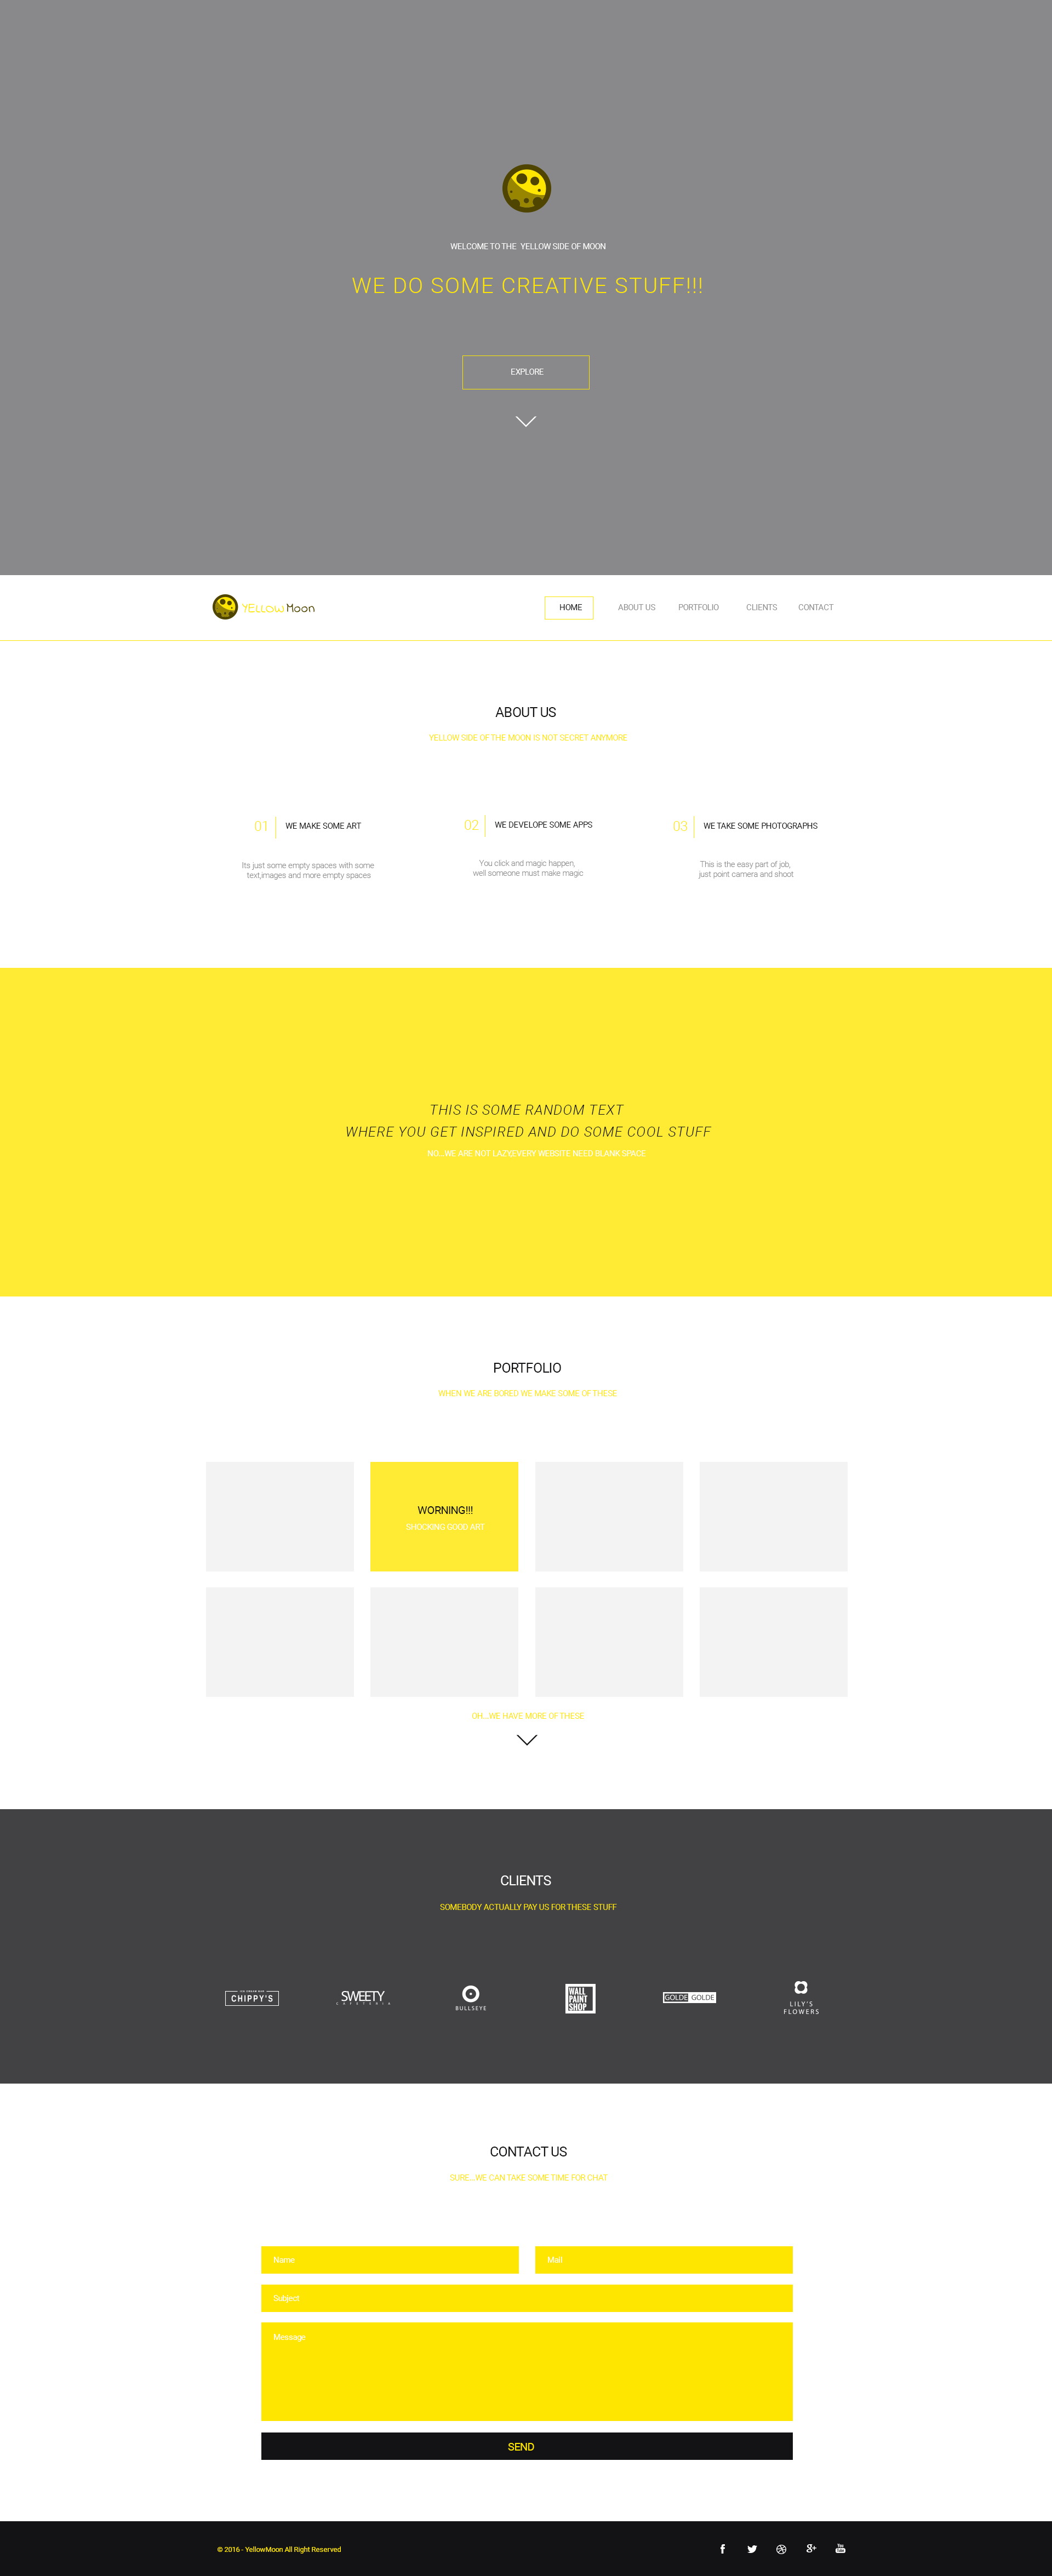 WELCOME TO THE YELLOW SIDE OF MOON
WE DO SOME CREATIVE STUFF!!!
EXPLORE
YELLOW Moon
HOME ABOUT US PORTFOLIO CLIENTS CONTACT
ABOUT US
YELLOW SIDE OF THE MOON IS NOT SECRET ANYMORE
01 WE MAKE SOME ART
Its just some empty spaces with some
text,images and more empty spaces
02 WE DEVELOPE SOME APPS
You click and magic happen,
well someone must make magic
03 WE TAKE SOME PHOTOGRAPHS
This is the easy part of job,
just point camera and shoot
THIS IS SOME RANDOM TEXT
WHERE YOU GET INSPIRED AND DO SOME COOL STUFF
NO...WE ARE NOT LAZY,EVERY WEBSITE NEED BLANK SPACE
PORTFOLIO
WHEN WE ARE BORED WE MAKE SOME OF THESE
WORNING!!!
SHOCKING GOOD ART
OH...WE HAVE MORE OF THESE
CLIENTS
SOMEBODY ACTUALLY PAY US FOR THESE STUFF
CHIPPY'S
SWEETY
BULLSEYE
WALL
PAINT
SHOP
GOLDE GOLDE
LILY'S
FLOWERS
CONTACT US
SURE...WE CAN TAKE SOME TIME FOR CHAT
Name
Mail
Subject
Message
SEND
© 2016 - YellowMoon All Right Reserved
You
Tube